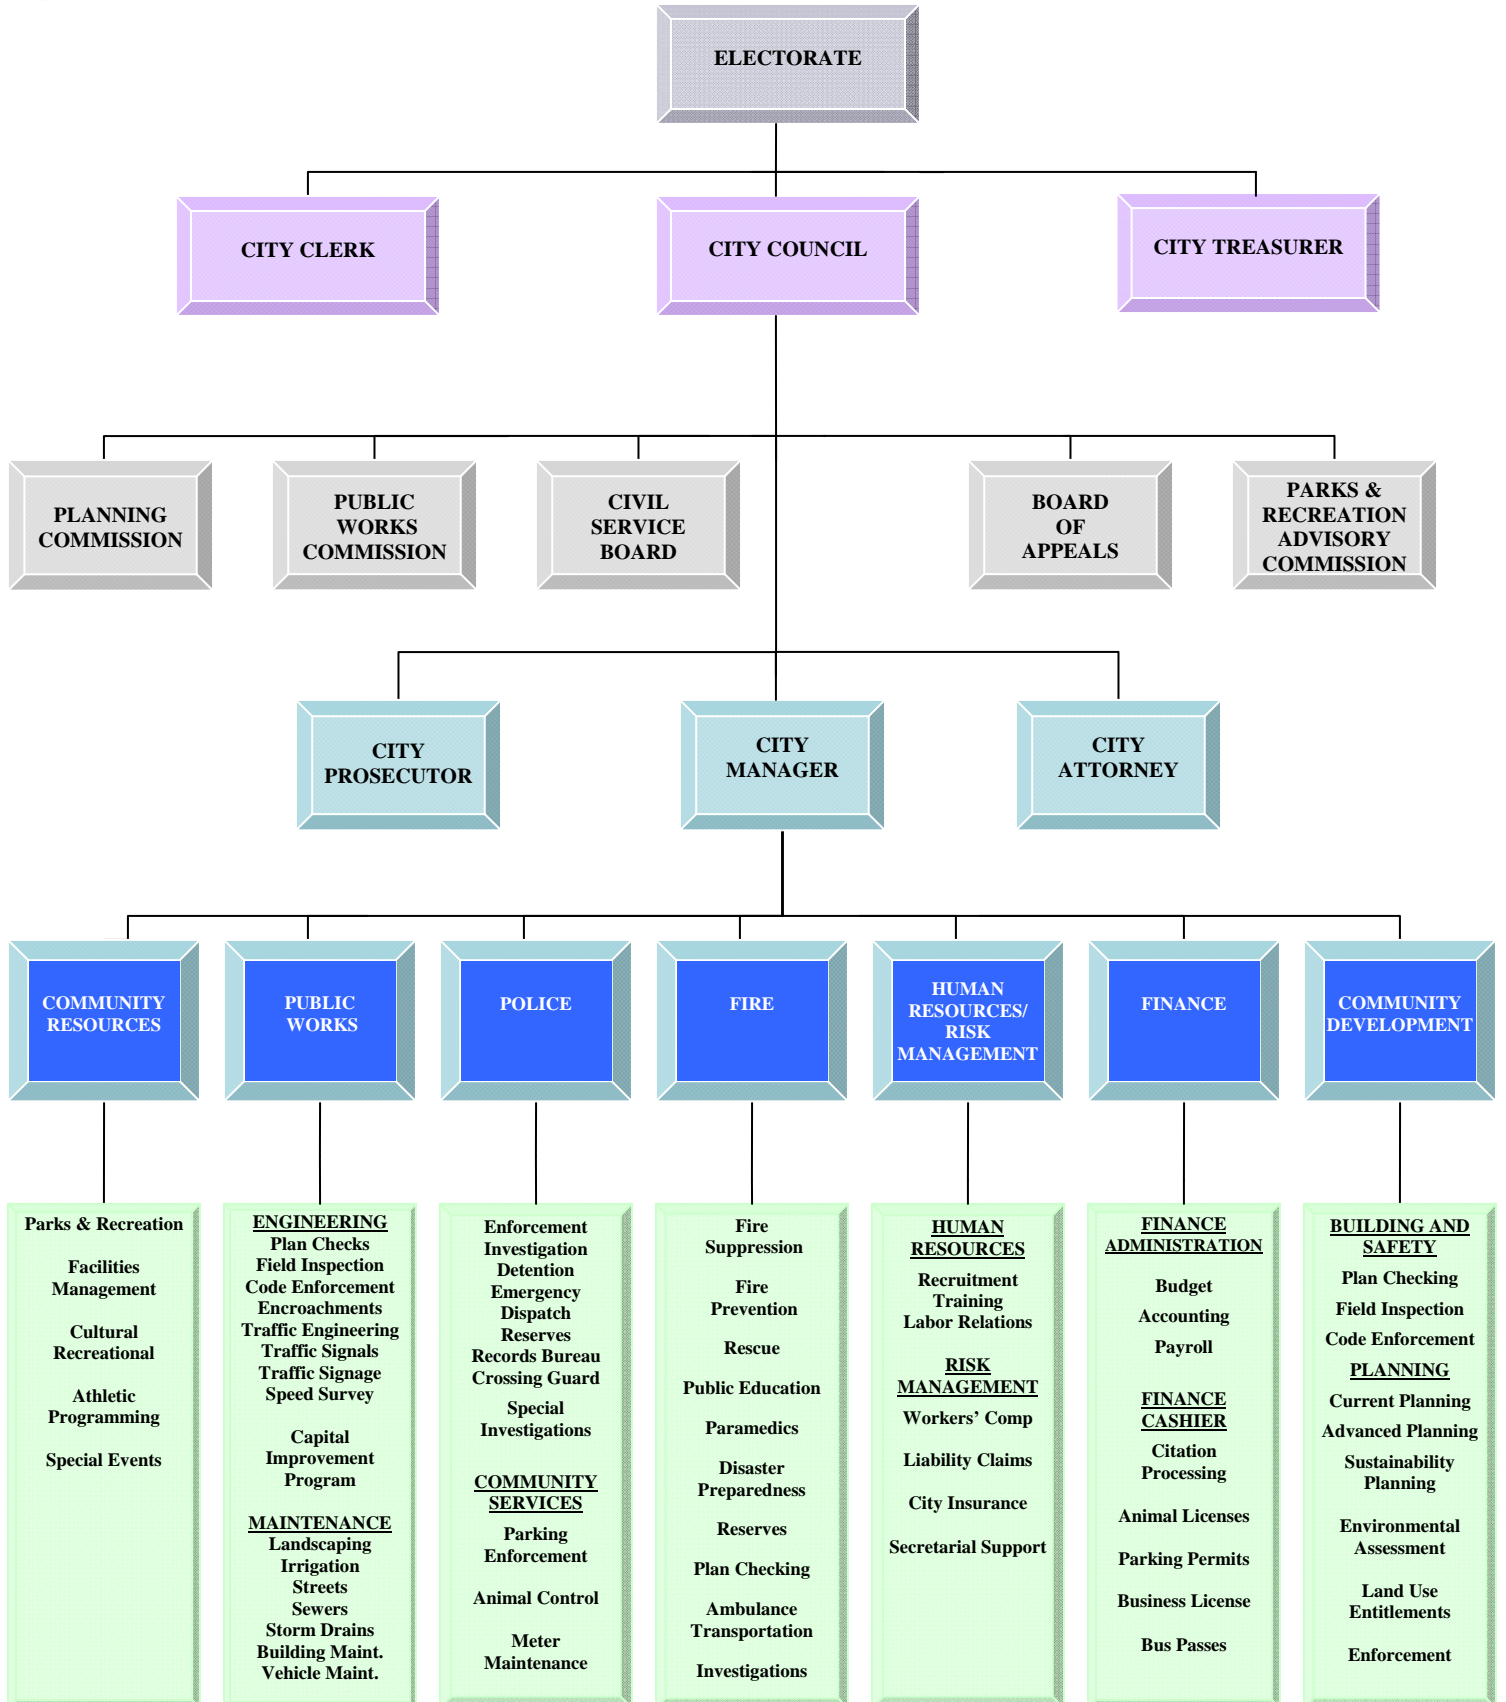 ELECTORATE
CITY CLERK
CITY COUNCIL
CITY TREASURER
PLANNING
COMMISSION
PUBLIC
WORKS
COMMISSION
CIVIL
SERVICE
BOARD
BOARD
OF
APPEALS
PARKS &
RECREATION
ADVISORY
COMMISSION
CITY
PROSECUTOR
CITY
MANAGER
CITY
ATTORNEY
COMMUNITY
RESOURCES
PUBLIC
WORKS
POLICE
FIRE
HUMAN
RESOURCES/
RISK
MANAGEMENT
FINANCE
COMMUNITY
DEVELOPMENT
Parks & Recreation
Facilities
Management
Cultural
Recreational
Athletic
Programming
Special Events
ENGINEERING
Plan Checks
Field Inspection
Code Enforcement
Encroachments
Traffic Engineering
Traffic Signals
Traffic Signage
Speed Survey
Capital
Improvement
Program
MAINTENANCE
Landscaping
Irrigation
Streets
Sewers
Storm Drains
Building Maint.
Vehicle Maint.
Enforcement
Investigation
Detention
Emergency
Dispatch
Reserves
Records Bureau
Crossing Guard
Special
Investigations
COMMUNITY
SERVICES
Parking
Enforcement
Animal Control
Meter
Maintenance
Fire
Suppression
Fire
Prevention
Rescue
Public Education
Paramedics
Disaster
Preparedness
Reserves
Plan Checking
Ambulance
Transportation
Investigations
HUMAN
RESOURCES
Recruitment
Training
Labor Relations
RISK
MANAGEMENT
Workers’ Comp
Liability Claims
City Insurance
Secretarial Support
FINANCE
ADMINISTRATION
Budget
Accounting
Payroll
FINANCE
CASHIER
Citation
Processing
Animal Licenses
Parking Permits
Business License
Bus Passes
BUILDING AND
SAFETY
Plan Checking
Field Inspection
Code Enforcement
PLANNING
Current Planning
Advanced Planning
Sustainability
Planning
Environmental
Assessment
Land Use
Entitlements
Enforcement